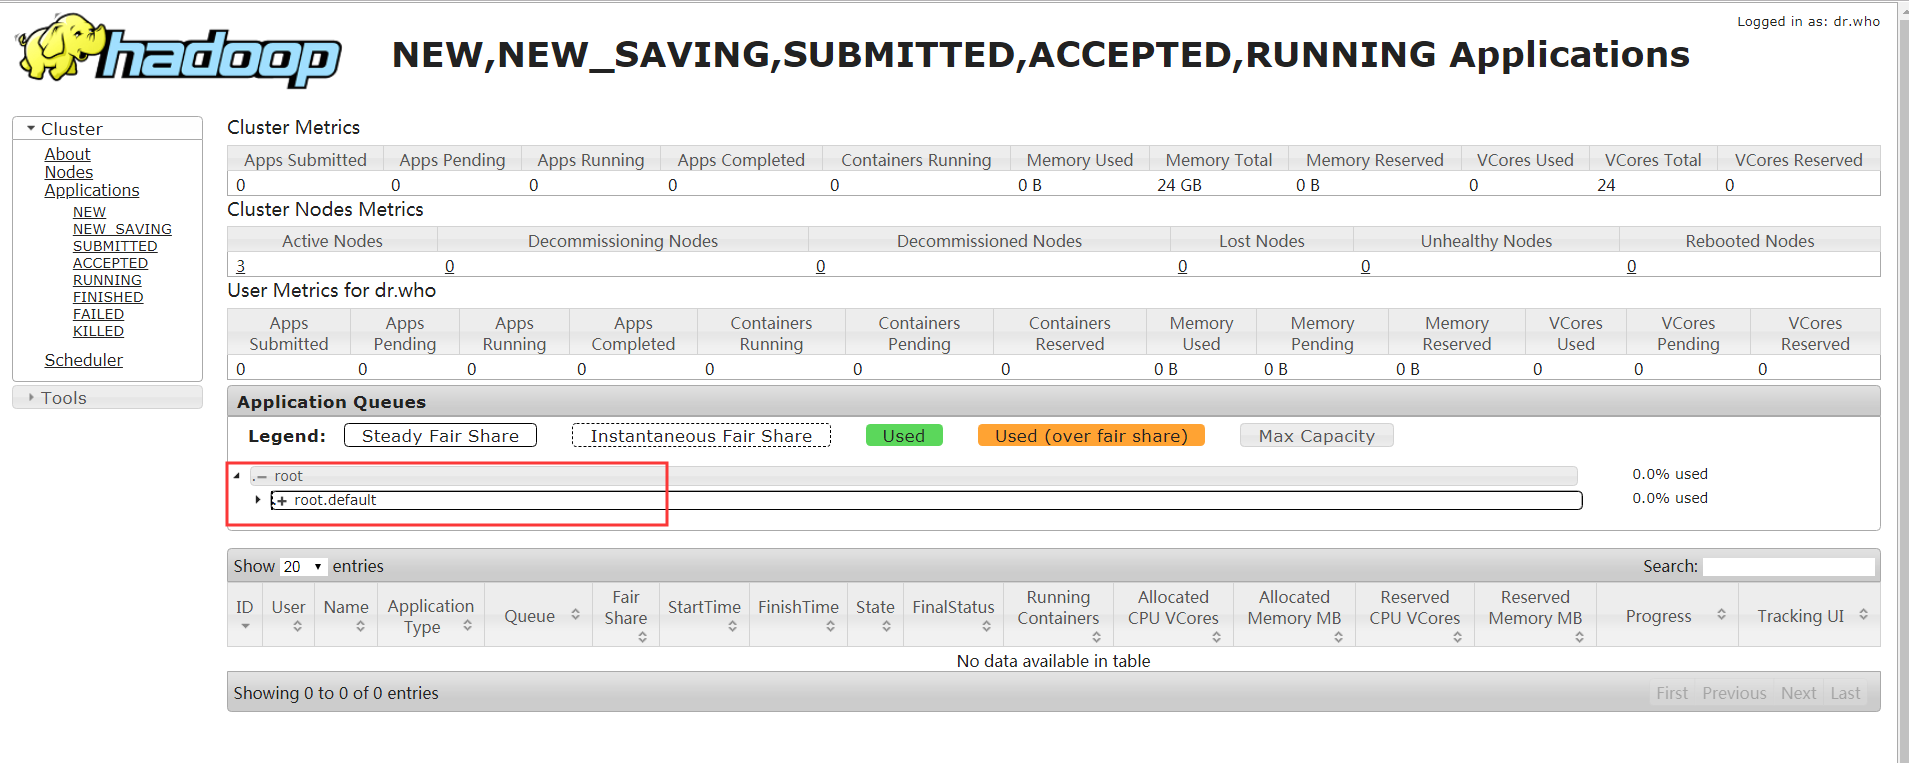 Logged in as: dr.who
hadoop
NEW,NEW_SAVING,SUBMITTED,ACCEPTED,RUNNING Applications
Cluster
About
Nodes
Applications
NEW
NEW_SAVING
SUBMITTED
ACCEPTED
RUNNING
FINISHED
FAILED
KILLED
Scheduler
Tools
Cluster Metrics
Apps Submitted Apps Pending Apps Running Apps Completed Containers Running Memory Used Memory Total Memory Reserved VCores Used VCores Total VCores Reserved
0 0 0 0 0 0 B 24 GB 0 B 0 24 0
Cluster Nodes Metrics
Active Nodes Decommissioning Nodes Decommissioned Nodes Lost Nodes Unhealthy Nodes Rebooted Nodes
3 0 0 0 0 0
User Metrics for dr.who
Apps Submitted Apps Pending Apps Running Apps Completed Containers Running Containers Pending Containers Reserved Memory Used Memory Pending Memory Reserved VCores Used VCores Pending VCores Reserved
0 0 0 0 0 0 0 0 B 0 B 0 B 0 0 0
Application Queues
Legend: Steady Fair Share Instantaneous Fair Share Used Used (over fair share) Max Capacity
.– root 0.0% used
.+ root.default 0.0% used
Show 20 entries Search:
ID User Name Application Type Queue Fair Share StartTime FinishTime State FinalStatus Running Containers Allocated CPU VCores Allocated Memory MB Reserved CPU VCores Reserved Memory MB Progress Tracking UI
No data available in table
Showing 0 to 0 of 0 entries First Previous Next Last